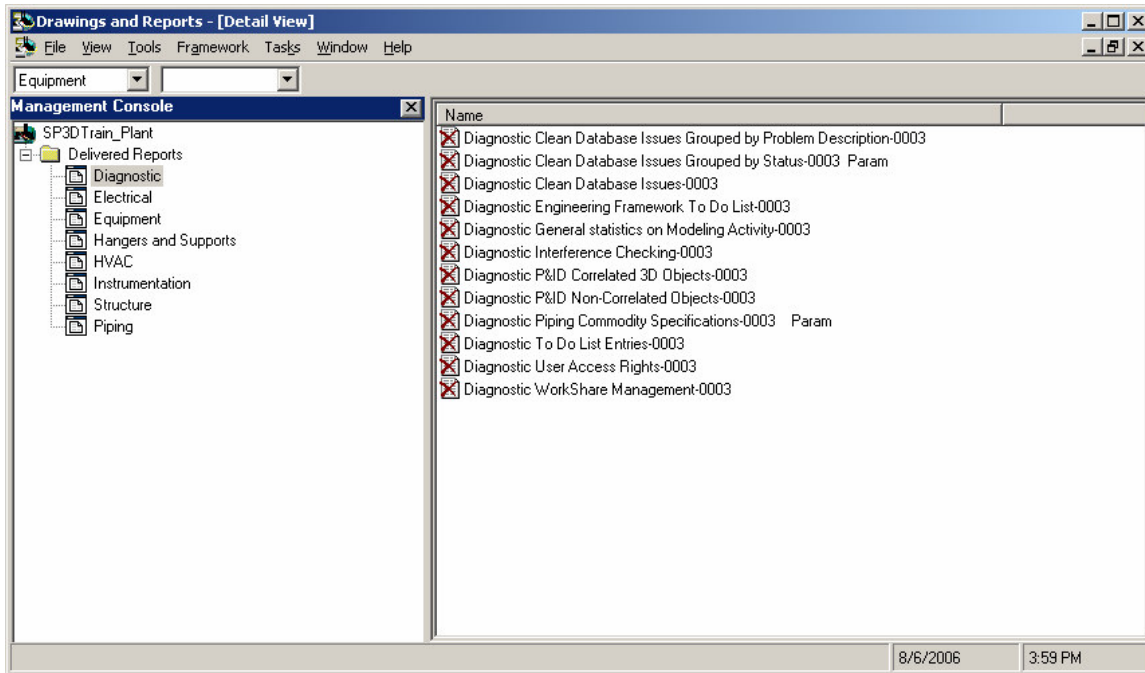 Drawings and Reports - [Detail View]
File View Tools Framework Tasks Window Help
Equipment
Management Console
SP3DTrain_Plant
Delivered Reports
Diagnostic
Electrical
Equipment
Hangers and Supports
HVAC
Instrumentation
Structure
Piping
Name
Diagnostic Clean Database Issues Grouped by Problem Description-0003
Diagnostic Clean Database Issues Grouped by Status-0003 Param
Diagnostic Clean Database Issues-0003
Diagnostic Engineering Framework To Do List-0003
Diagnostic General statistics on Modeling Activity-0003
Diagnostic Interference Checking-0003
Diagnostic P&ID Correlated 3D Objects-0003
Diagnostic P&ID Non-Correlated Objects-0003
Diagnostic Piping Commodity Specifications-0003 Param
Diagnostic To Do List Entries-0003
Diagnostic User Access Rights-0003
Diagnostic WorkShare Management-0003
8/6/2006 3:59 PM